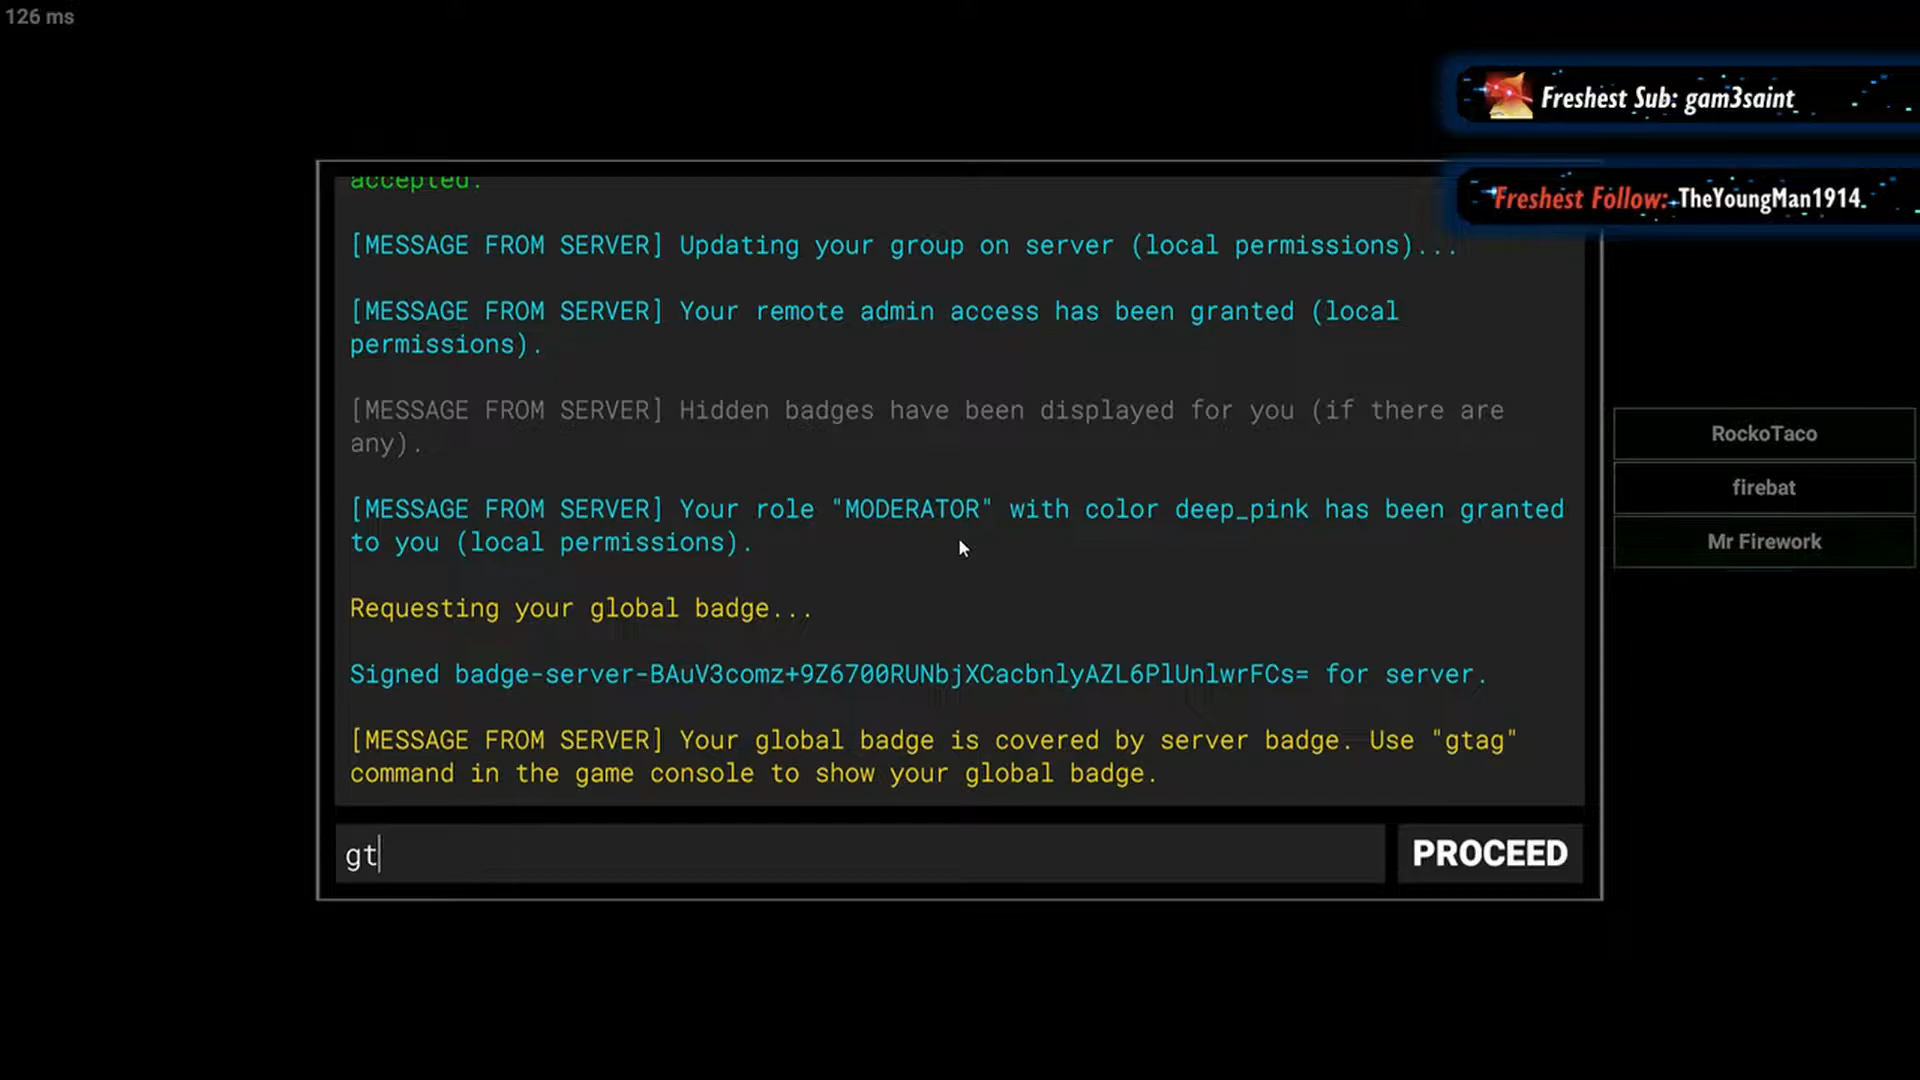 126 ms
Freshest Sub: gam3saint
Freshest Follow: TheYoungMan1914
accepted.
[MESSAGE FROM SERVER] Updating your group on server (local permissions)...
[MESSAGE FROM SERVER] Your remote admin access has been granted (local
permissions).
[MESSAGE FROM SERVER] Hidden badges have been displayed for you (if there are
any).
[MESSAGE FROM SERVER] Your role "MODERATOR" with color deep_pink has been granted
to you (local permissions).
Requesting your global badge...
Signed badge-server-BAuV3comz+9Z6700RUNbjXCacbnlyAZL6PlUnlwrFCs= for server.
[MESSAGE FROM SERVER] Your global badge is covered by server badge. Use "gtag"
command in the game console to show your global badge.
gt
PROCEED
RockoTaco
firebat
Mr Firework